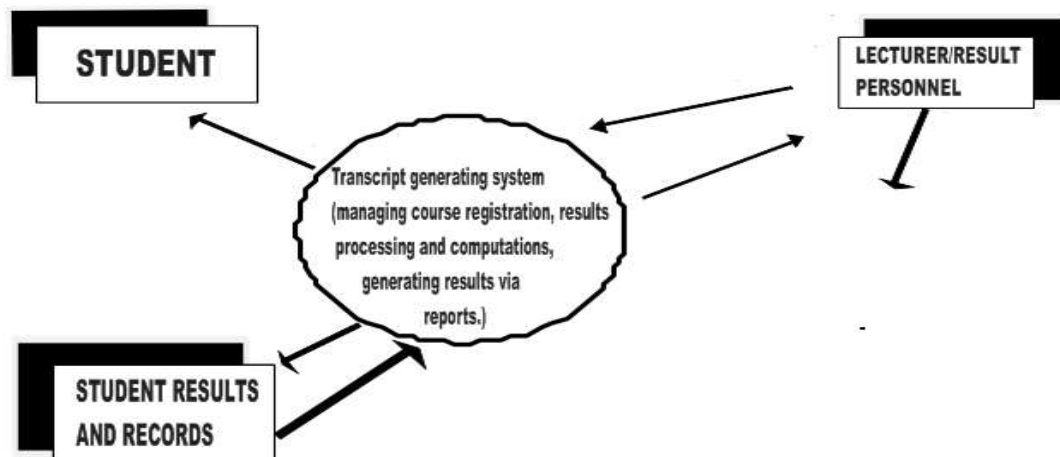 STUDENT
LECTURER/RESULT
PERSONNEL
Transcript generating system
(managing course registration, results
processing and computations,
generating results via
reports.)
STUDENT RESULTS
AND RECORDS